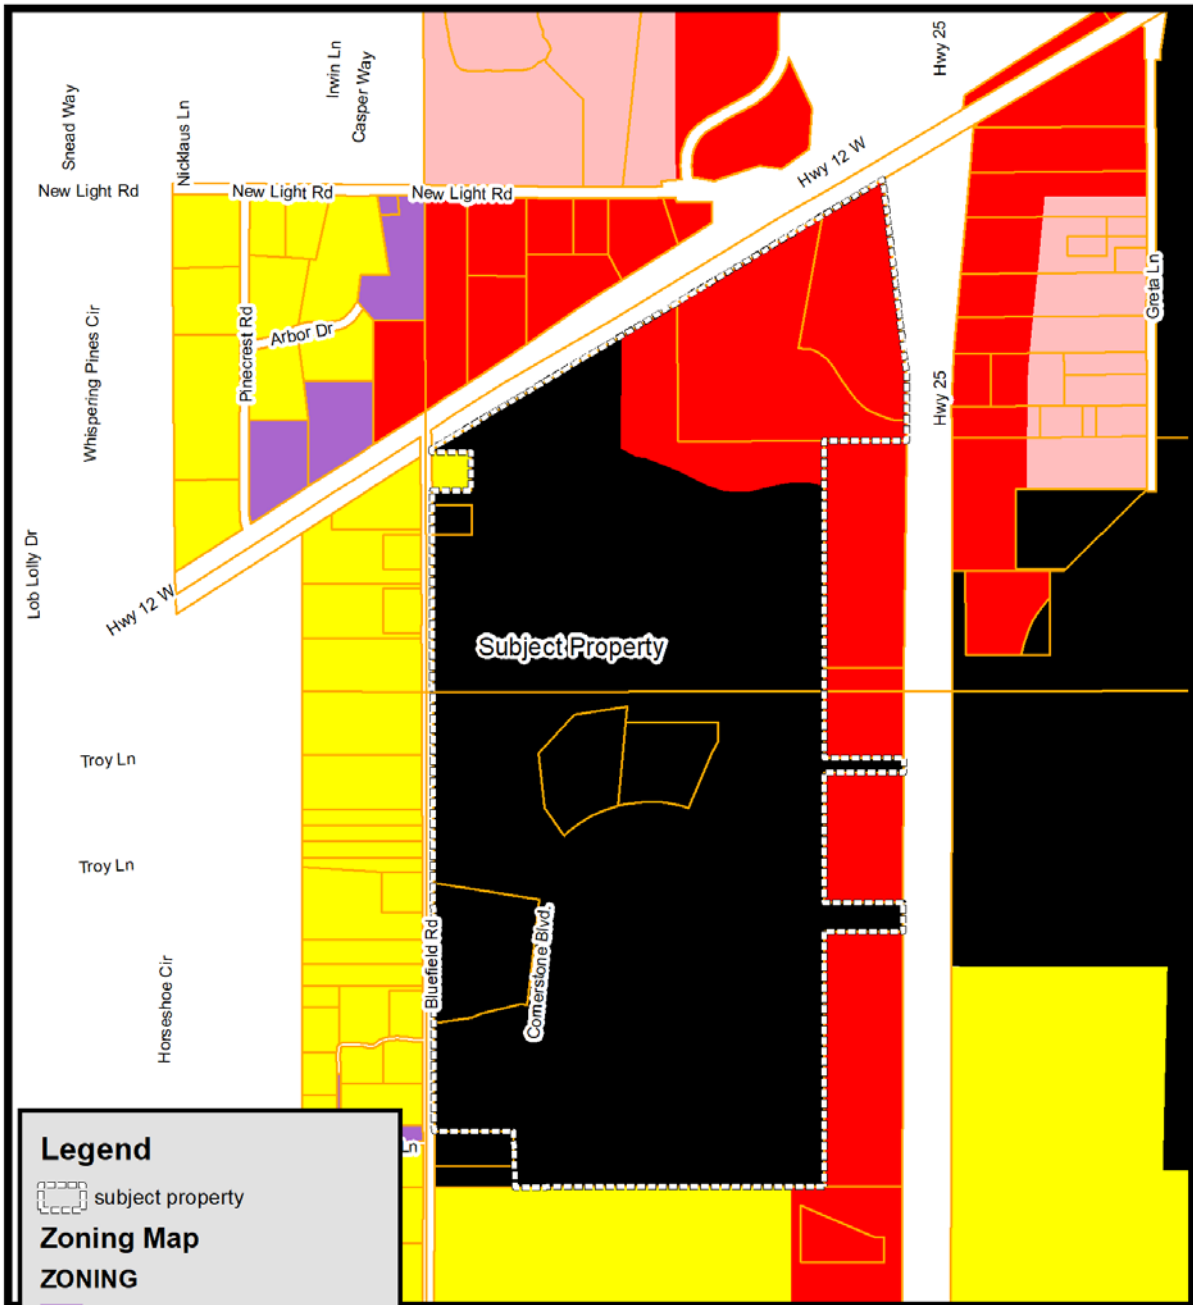 Snead Way
Nicklaus Ln
Irwin Ln
Casper Way
Hwy 25
Hwy 12 W
New Light Rd
New Light Rd
New Light Rd
Whispering Pines Cir
Pinecrest Rd
Arbor Dr
Greta Ln
Hwy 25
Lob Lolly Dr
Hwy 12 W
Subject Property
Troy Ln
Troy Ln
Horseshoe Cir
Bluefield Rd
Cornerstone Blvd.
Ln
Legend
subject property
Zoning Map
ZONING